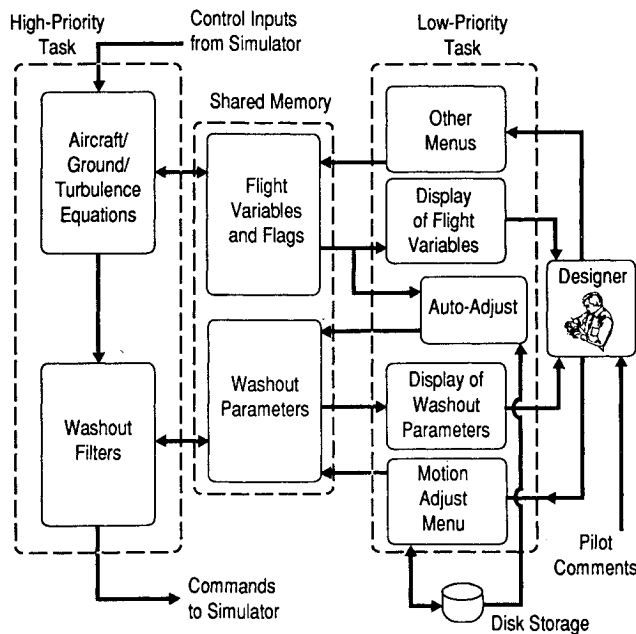 High-Priority
Task
Control Inputs
from Simulator
Low-Priority
Task
Shared Memory
Aircraft/
Ground/
Turbulence
Equations
Flight
Variables
and Flags
Other
Menus
Display
of Flight
Variables
Designer
Auto-Adjust
Washout
Filters
Washout
Parameters
Display of
Washout
Parameters
Motion
Adjust
Menu
Pilot
Comments
Commands
to Simulator
Disk Storage